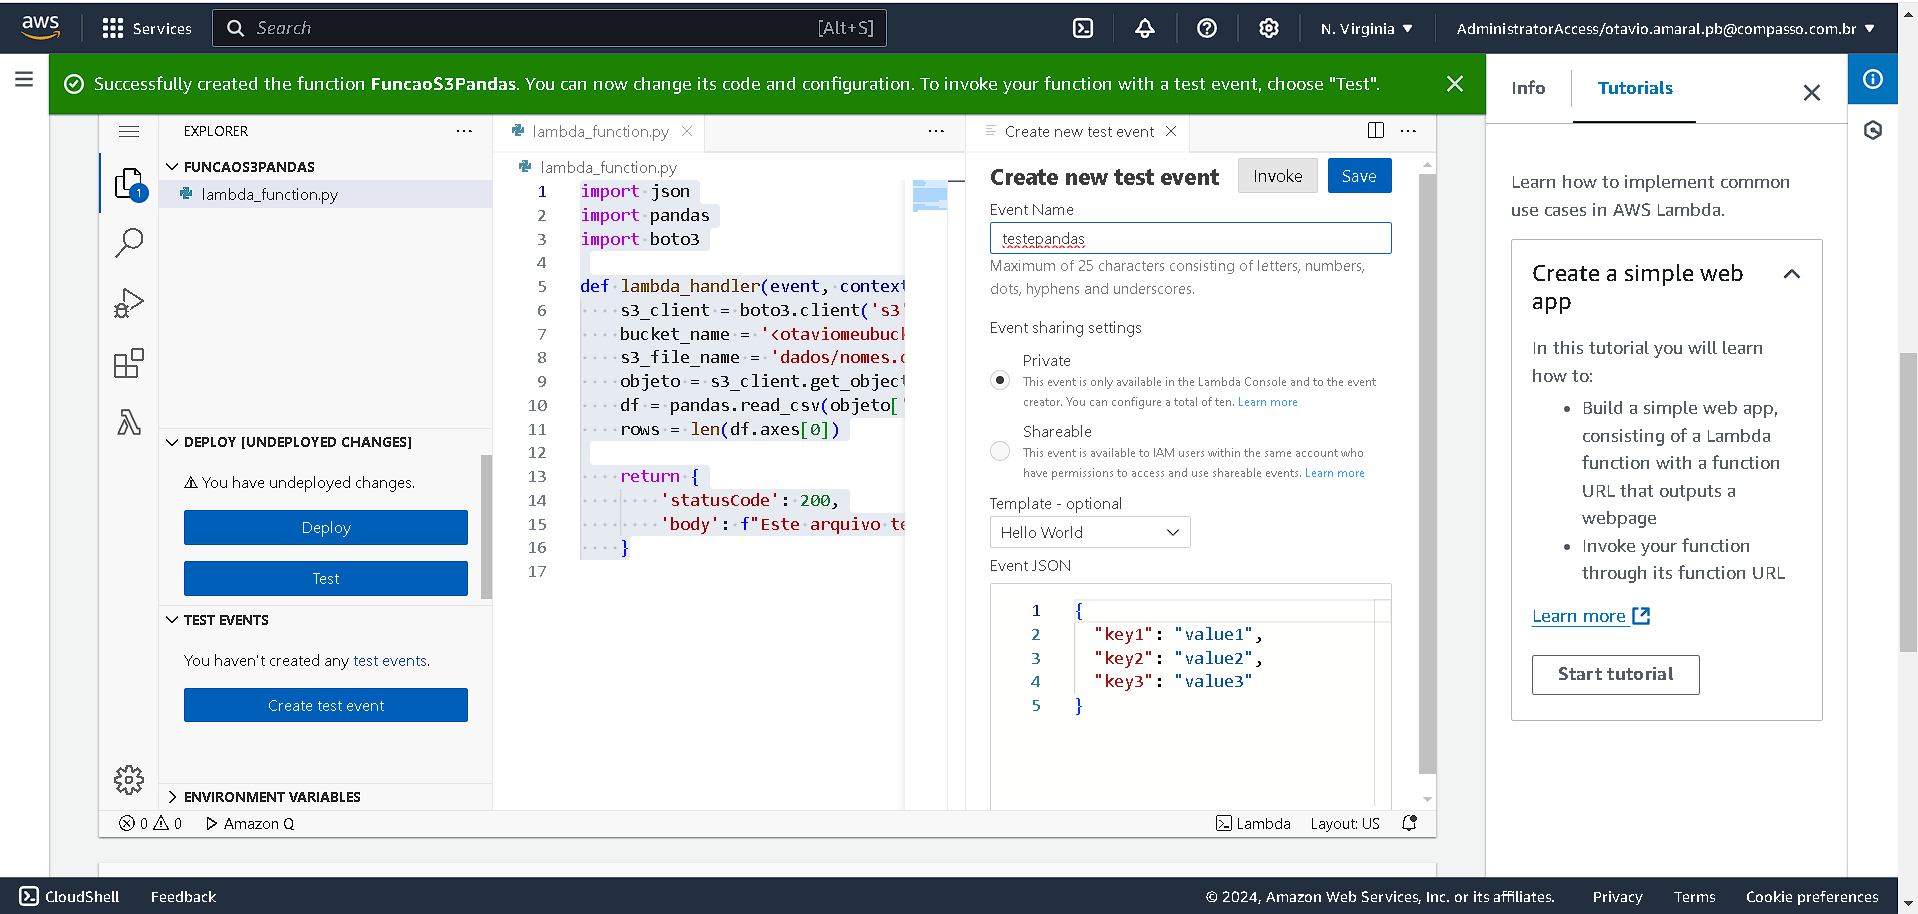 aws
Services
Search
[Alt+S]
N. Virginia
AdministratorAccess/otavio.amaral.pb@compasso.com.br
Successfully created the function FuncaoS3Pandas. You can now change its code and configuration. To invoke your function with a test event, choose "Test".
Info
Tutorials
EXPLORER
FUNCAOS3PANDAS
lambda_function.py
1
DEPLOY [UNDEPLOYED CHANGES]
You have undeployed changes.
Deploy
Test
TEST EVENTS
You haven't created any test events.
Create test event
ENVIRONMENT VARIABLES
lambda_function.py
lambda_function.py
1 import json
2 import pandas
3 import boto3
4
5 def lambda_handler(event, context
6 s3_client = boto3.client('s3'
7 bucket_name = '<otaviomeubuck
8 s3_file_name = 'dados/nomes.c
9 objeto = s3_client.get_object
10 df = pandas.read_csv(objeto['
11 rows = len(df.axes[0])
12
13 return {
14 'statusCode': 200,
15 'body': f"Este arquivo te
16 }
17
Create new test event
Create new test event
Invoke
Save
Event Name
testepandas
Maximum of 25 characters consisting of letters, numbers,
dots, hyphens and underscores.
Event sharing settings
Private
This event is only available in the Lambda Console and to the event
creator. You can configure a total of ten. Learn more
Shareable
This event is available to IAM users within the same account who
have permissions to access and use shareable events. Learn more
Template - optional
Hello World
Event JSON
1 {
2 "key1": "value1",
3 "key2": "value2",
4 "key3": "value3"
5 }
0 0
Amazon Q
Lambda
Layout: US
Learn how to implement common
use cases in AWS Lambda.
Create a simple web
app
In this tutorial you will learn
how to:
• Build a simple web app,
consisting of a Lambda
function with a function
URL that outputs a
webpage
• Invoke your function
through its function URL
Learn more
Start tutorial
CloudShell
Feedback
© 2024, Amazon Web Services, Inc. or its affiliates.
Privacy
Terms
Cookie preferences